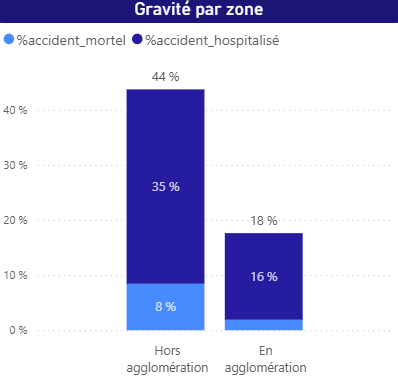 Gravité par zone
%accident_mortel %accident_hospitalisé
44 %
40 %
35 %
30 %
20 %
18 %
16 %
10 %
8 %
0 %
Hors
agglomération
En
agglomération